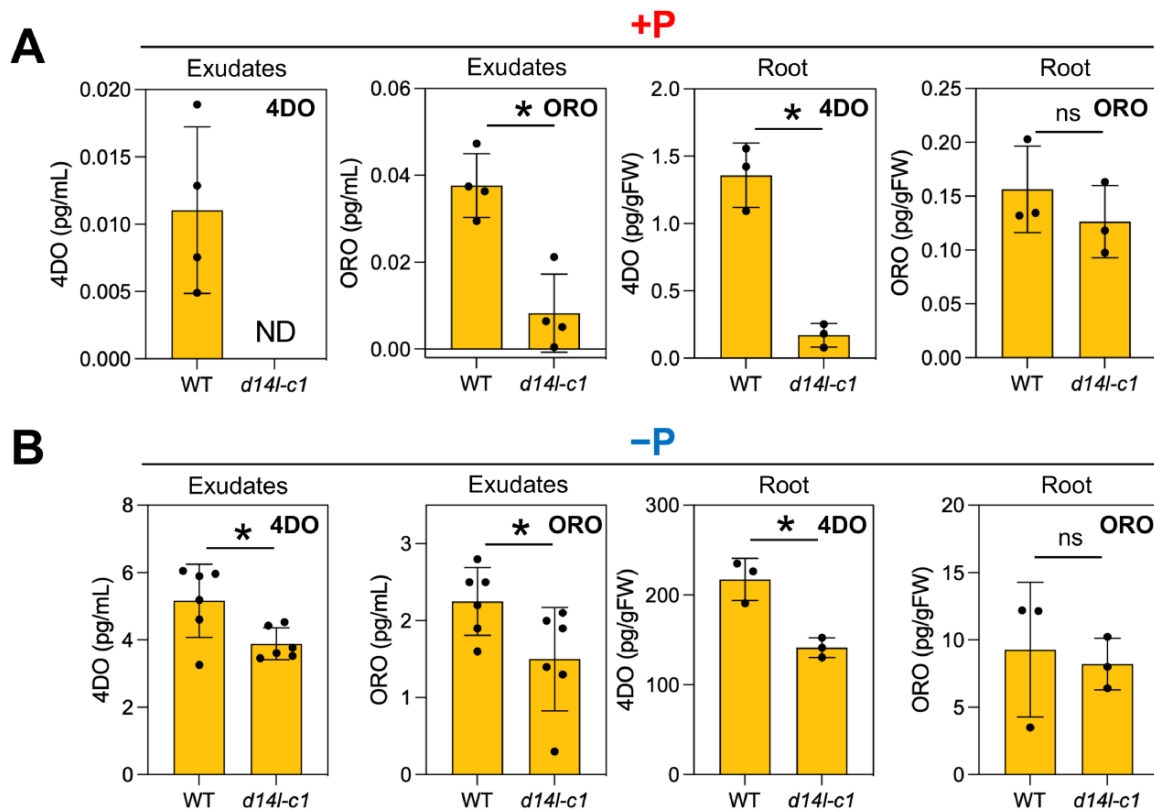 A
+P
Exudates
4DO
4DO (pg/mL)
0.020
0.015
0.010
0.005
0.000
ND
WT d14l-c1
Exudates
* ORO
ORO (pg/mL)
0.06
0.04
0.02
0.00
WT d14l-c1
Root
* 4DO
4DO (pg/gFW)
2.0
1.5
1.0
0.5
0.0
WT d14l-c1
Root
ns ORO
ORO (pg/gFW)
0.25
0.20
0.15
0.10
0.05
0.00
WT d14l-c1
B
−P
Exudates
* 4DO
4DO (pg/mL)
8
6
4
2
0
WT d14l-c1
Exudates
* ORO
ORO (pg/mL)
3
2
1
0
WT d14l-c1
Root
* 4DO
4DO (pg/gFW)
300
200
100
0
WT d14l-c1
Root
ns ORO
ORO (pg/gFW)
20
15
10
5
0
WT d14l-c1